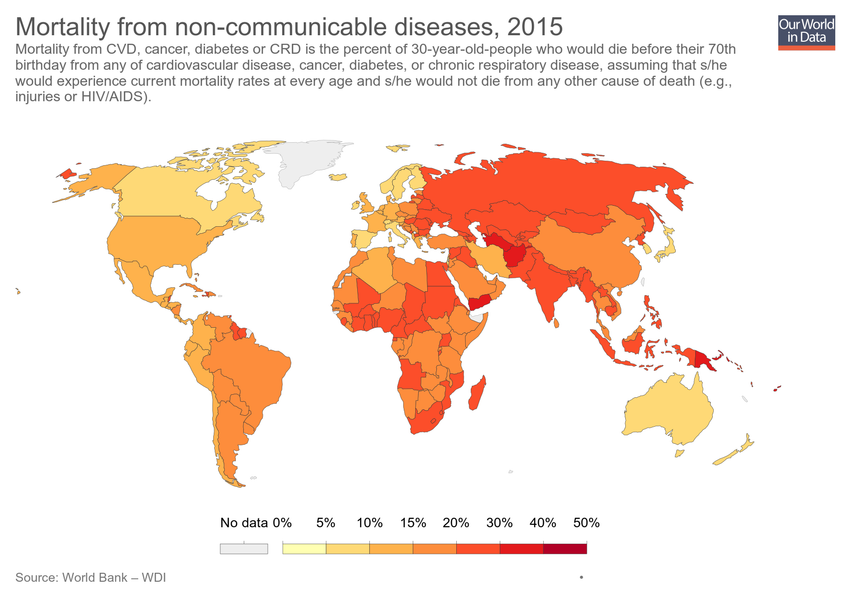 Mortality from non-communicable diseases, 2015
Our World
in Data
Mortality from CVD, cancer, diabetes or CRD is the percent of 30-year-old-people who would die before their 70th
birthday from any of cardiovascular disease, cancer, diabetes, or chronic respiratory disease, assuming that s/he
would experience current mortality rates at every age and s/he would not die from any other cause of death (e.g.,
injuries or HIV/AIDS).
No data 0% 5% 10% 15% 20% 30% 40% 50%
Source: World Bank – WDI